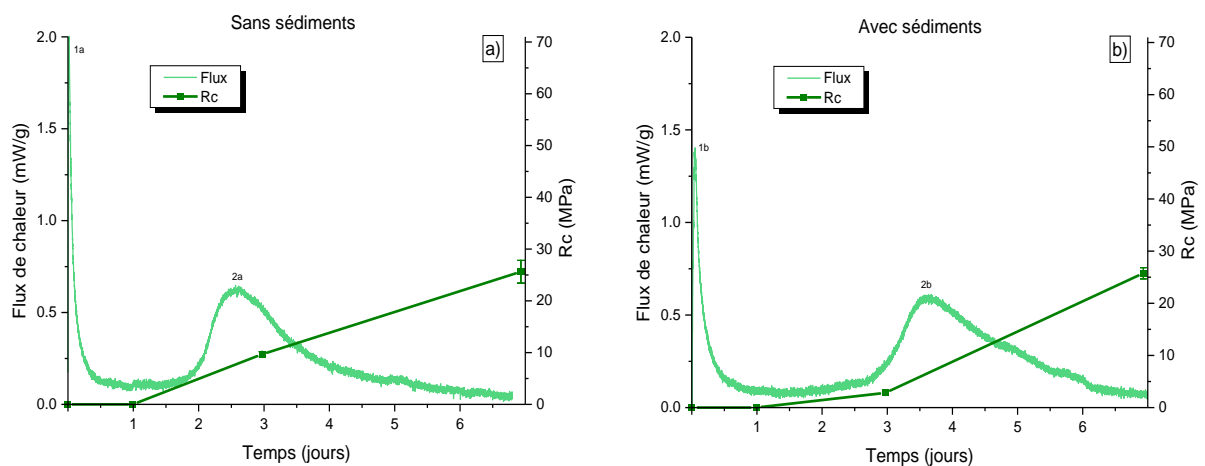 Sans sédiments
a)
2.0
1.5
1.0
0.5
0.0
70
60
50
40
30
20
10
0
1a
2a
Flux
Rc
Flux de chaleur (mW/g)
Rc (MPa)
1 2 3 4 5 6
Temps (jours)
Avec sédiments
b)
2.0
1.5
1.0
0.5
0.0
70
60
50
40
30
20
10
0
1b
2b
Flux
Rc
Flux de chaleur (mW/g)
Rc (MPa)
1 2 3 4 5 6
Temps (jours)